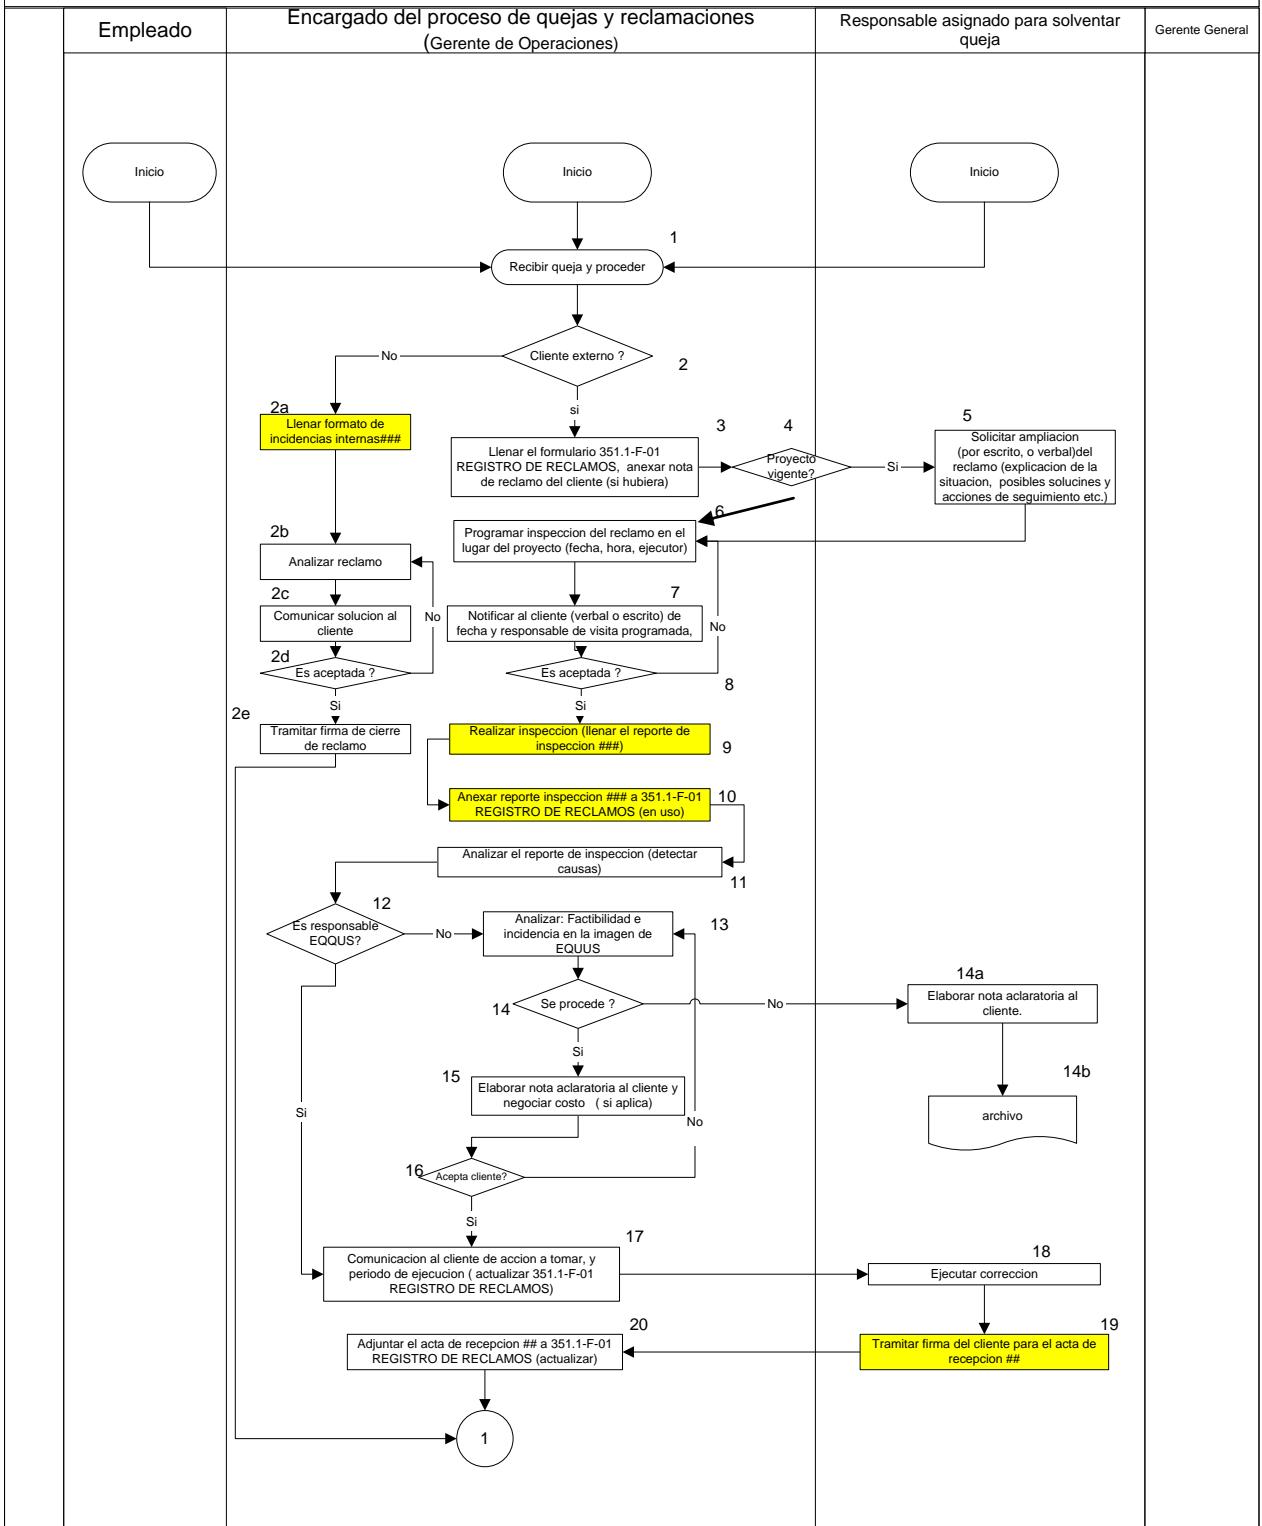 Empleado
Encargado del proceso de quejas y reclamaciones
(Gerente de Operaciones)
Responsable asignado para solventar
queja
Gerente General
Inicio
Inicio
Inicio
1
Recibir queja y proceder
Cliente externo ?
2
No
si
2a
Llenar formato de
incidencias internas###
3
Llenar el formulario 351.1-F-01
REGISTRO DE RECLAMOS, anexar nota
de reclamo del cliente (si hubiera)
4
Proyecto
vigente?
Si
5
Solicitar ampliacion
(por escrito, o verbal)del
reclamo (explicacion de la
situacion, posibles solucines y
acciones de seguimiento etc.)
6
Programar inspeccion del reclamo en el
lugar del proyecto (fecha, hora, ejecutor)
2b
Analizar reclamo
2c
Comunicar solucion al
cliente
No
7
Notificar al cliente (verbal o escrito) de
fecha y responsable de visita programada,
No
2d
Es aceptada ?
Es aceptada ?
8
Si
Si
2e
Tramitar firma de cierre
de reclamo
Realizar inspeccion (llenar el reporte de
inspeccion ###)
9
Anexar reporte inspeccion ### a 351.1-F-01
REGISTRO DE RECLAMOS (en uso)
10
Analizar el reporte de inspeccion (detectar
causas)
11
12
Es responsable
EQQUS?
No
Analizar: Factibilidad e
incidencia en la imagen de
EQUUS
13
14
Se procede ?
No
14a
Elaborar nota aclaratoria al
cliente.
Si
15
Elaborar nota aclaratoria al cliente y
negociar costo ( si aplica)
14b
archivo
Si
No
16
Acepta cliente?
Si
17
Comunicacion al cliente de accion a tomar, y
periodo de ejecucion ( actualizar 351.1-F-01
REGISTRO DE RECLAMOS)
18
Ejecutar correccion
19
Tramitar firma del cliente para el acta de
recepcion ##
20
Adjuntar el acta de recepcion ## a 351.1-F-01
REGISTRO DE RECLAMOS (actualizar)
1